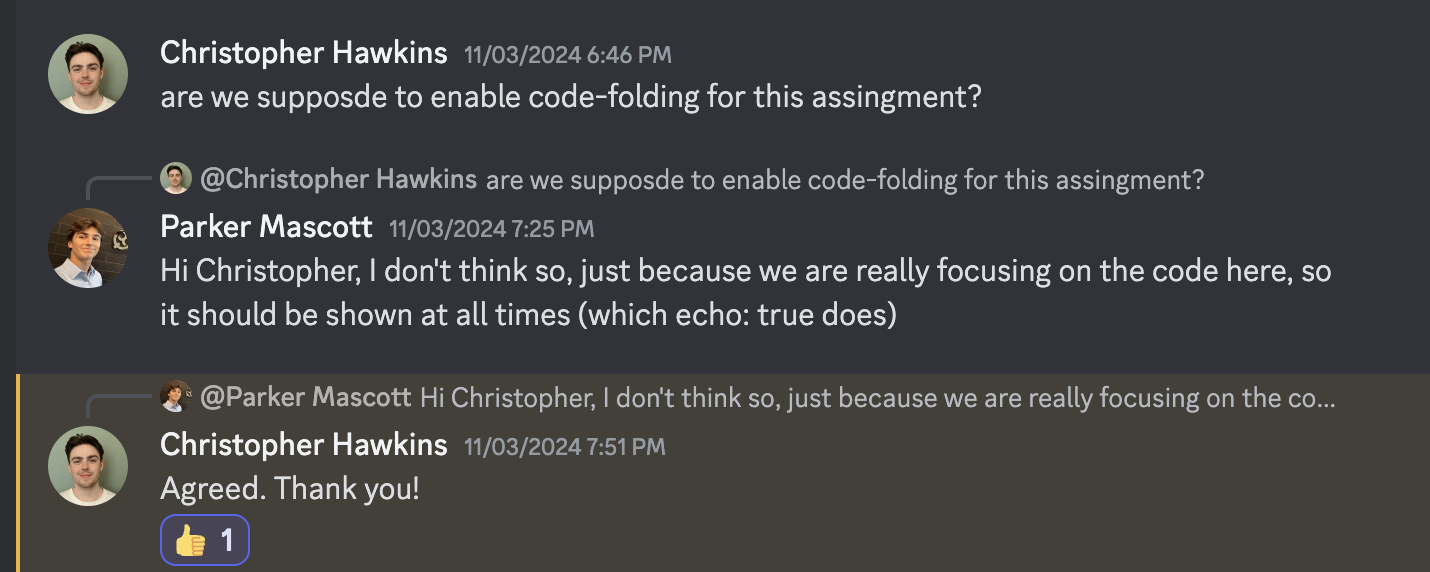 Christopher Hawkins 11/03/2024 6:46 PM
are we supposde to enable code-folding for this assingment?
@Christopher Hawkins are we supposde to enable code-folding for this assingment?
Parker Mascott 11/03/2024 7:25 PM
Hi Christopher, I don't think so, just because we are really focusing on the code here, so
it should be shown at all times (which echo: true does)
@Parker Mascott Hi Christopher, I don't think so, just because we are really focusing on the co...
Christopher Hawkins 11/03/2024 7:51 PM
Agreed. Thank you!
👍 1